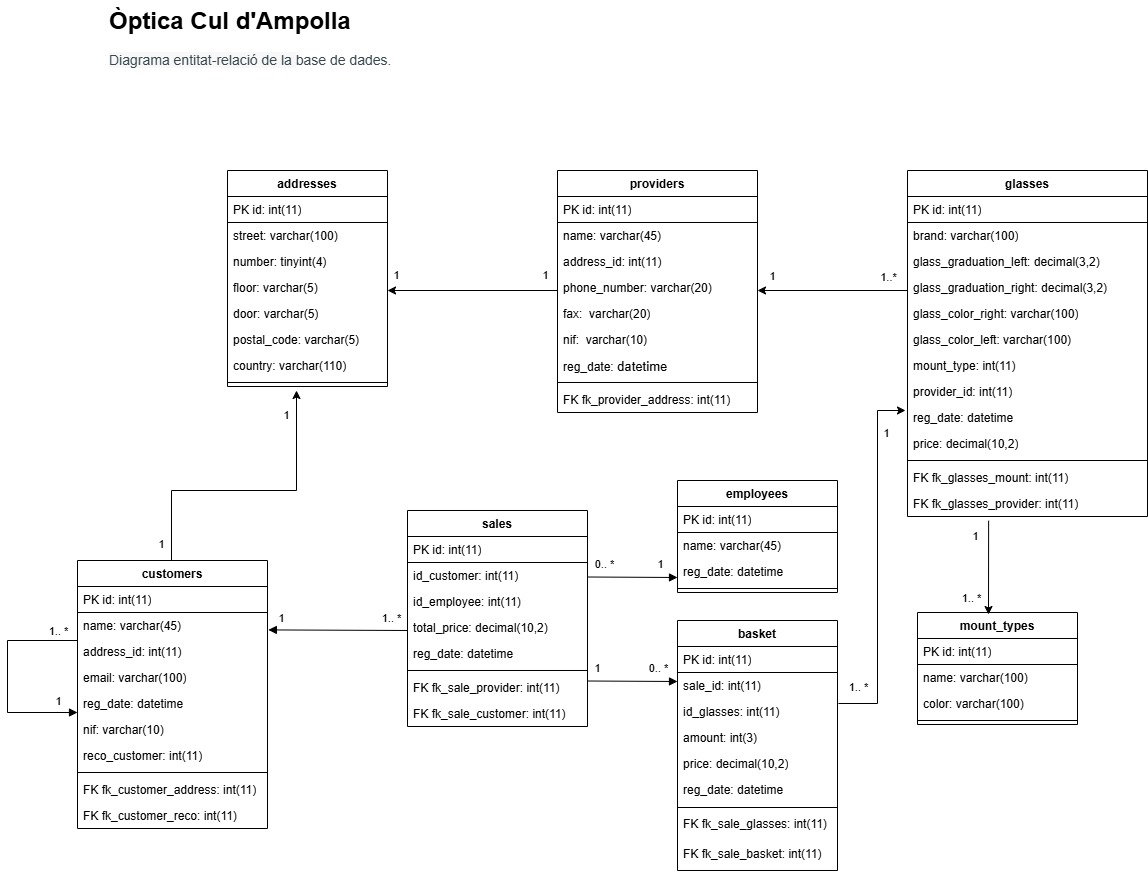 Òptica Cul d'Ampolla
Diagrama entitat-relació de la base de dades.
addresses
PK id: int(11)
street: varchar(100)
number: tinyint(4)
floor: varchar(5)
door: varchar(5)
postal_code: varchar(5)
country: varchar(110)
1
1
providers
PK id: int(11)
name: varchar(45)
address_id: int(11)
phone_number: varchar(20)
fax: varchar(20)
nif: varchar(10)
reg_date: datetime
FK fk_provider_address: int(11)
1
1..*
glasses
PK id: int(11)
brand: varchar(100)
glass_graduation_left: decimal(3,2)
glass_graduation_right: decimal(3,2)
glass_color_right: varchar(100)
glass_color_left: varchar(100)
mount_type: int(11)
provider_id: int(11)
reg_date: datetime
price: decimal(10,2)
FK fk_glasses_mount: int(11)
FK fk_glasses_provider: int(11)
1
1
customers
PK id: int(11)
name: varchar(45)
address_id: int(11)
email: varchar(100)
reg_date: datetime
nif: varchar(10)
reco_customer: int(11)
FK fk_customer_address: int(11)
FK fk_customer_reco: int(11)
1.. *
1
1
1.. *
sales
PK id: int(11)
id_customer: int(11)
id_employee: int(11)
total_price: decimal(10,2)
reg_date: datetime
FK fk_sale_provider: int(11)
FK fk_sale_customer: int(11)
0.. *
1
1
0.. *
employees
PK id: int(11)
name: varchar(45)
reg_date: datetime
basket
PK id: int(11)
sale_id: int(11)
id_glasses: int(11)
amount: int(3)
price: decimal(10,2)
reg_date: datetime
FK fk_sale_glasses: int(11)
FK fk_sale_basket: int(11)
1
1.. *
1
1.. *
mount_types
PK id: int(11)
name: varchar(100)
color: varchar(100)